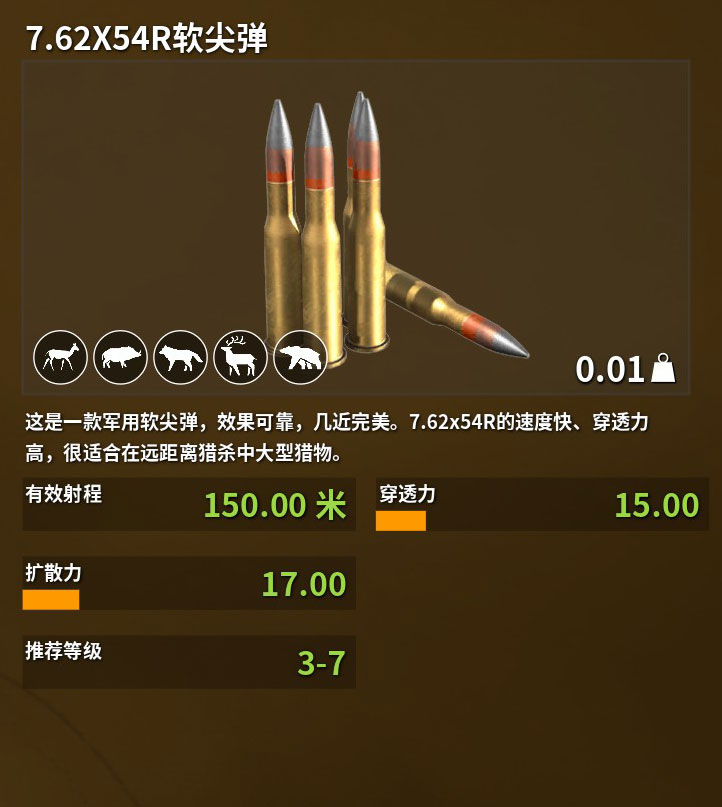 7.62X54R软尖弹
0.01
这是一款军用软尖弹，效果可靠，几近完美。7.62x54R的速度快、穿透力
高，很适合在远距离猎杀中大型猎物。
有效射程 150.00 米
穿透力 15.00
扩散力 17.00
推荐等级 3-7